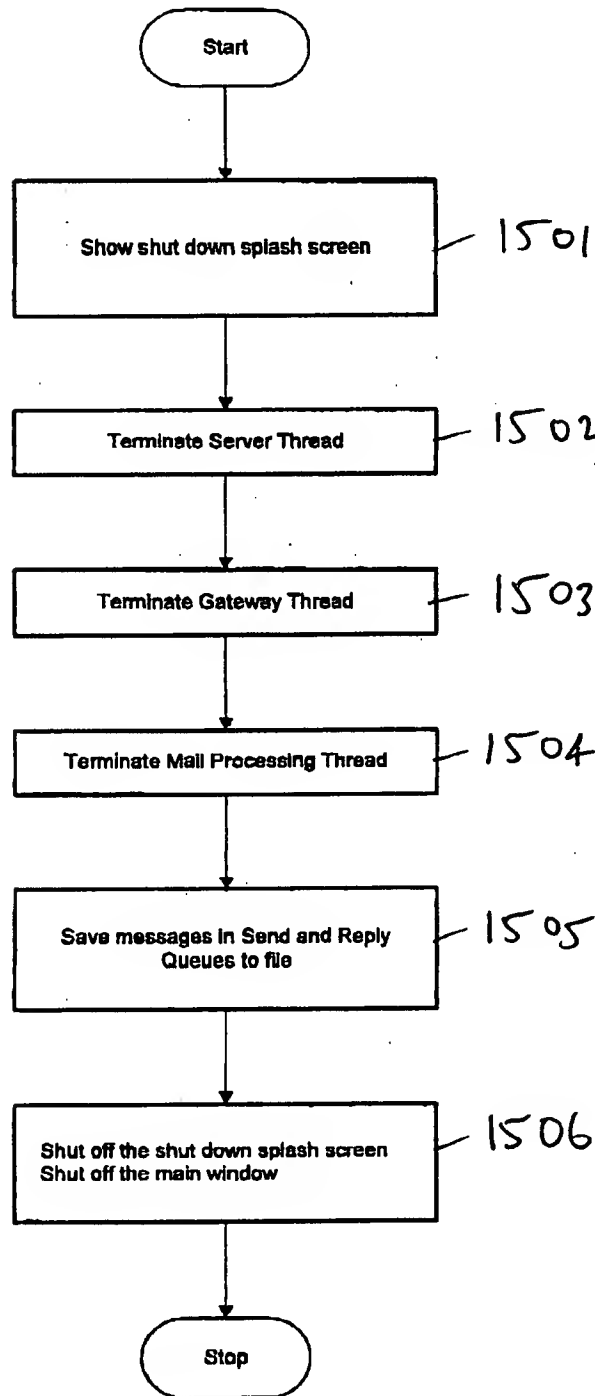 Start
Show shut down splash screen
1501
Terminate Server Thread
1502
Terminate Gateway Thread
1503
Terminate Mail Processing Thread
1504
Save messages in Send and Reply
Queues to file
1505
Shut off the shut down splash screen
Shut off the main window
1506
Stop